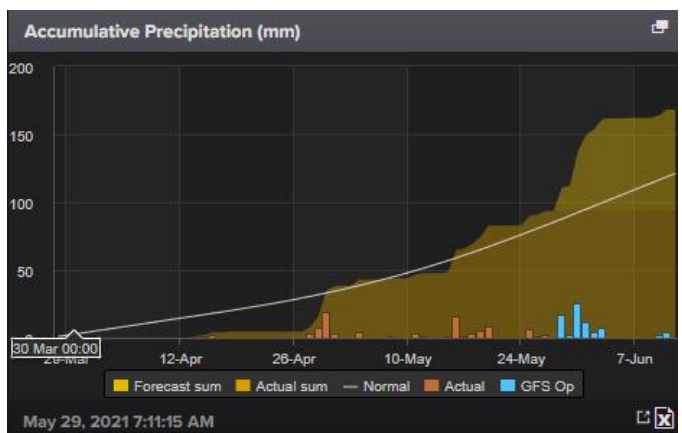 Accumulative Precipitation (mm)
200
150
100
50
30 Mar 00:00
12-Apr
26-Apr
10-May
24-May
7-Jun
Forecast sum
Actual sum
Normal
Actual
GFS Op
May 29, 2021 7:11:15 AM